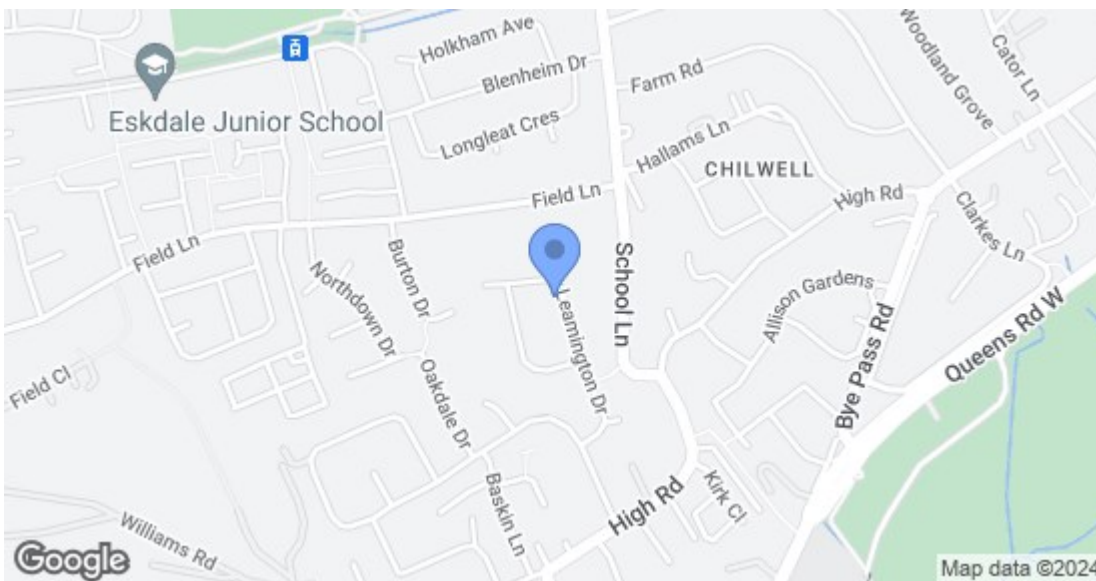 Holkham Ave
Woodland Grove
Cator Ln
Blenheim Dr
Farm Rd
Eskdale Junior School
Longleat Cres
Hallams Ln
CHILWELL
Field Ln
High Rd
Clarkes Ln
Field Ln
Burton Dr
School Ln
Northdown Dr
Leamington Dr
Allison Gardens
Bye Pass Rd
Queens Rd W
Field Cl
Oakdale Dr
Baskin Ln
High Rd
Kirk Cl
Williams Rd
Google
Map data ©2024